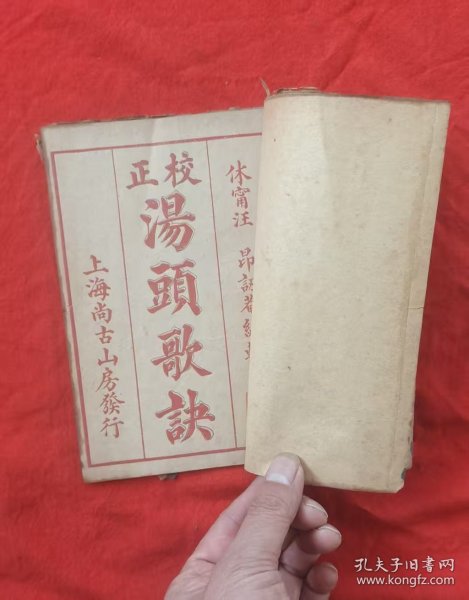 休甯汪 昂訒菴
校正
湯頭歌訣
上海尚古山房發行
孔夫子旧书网
www.kongfz.com